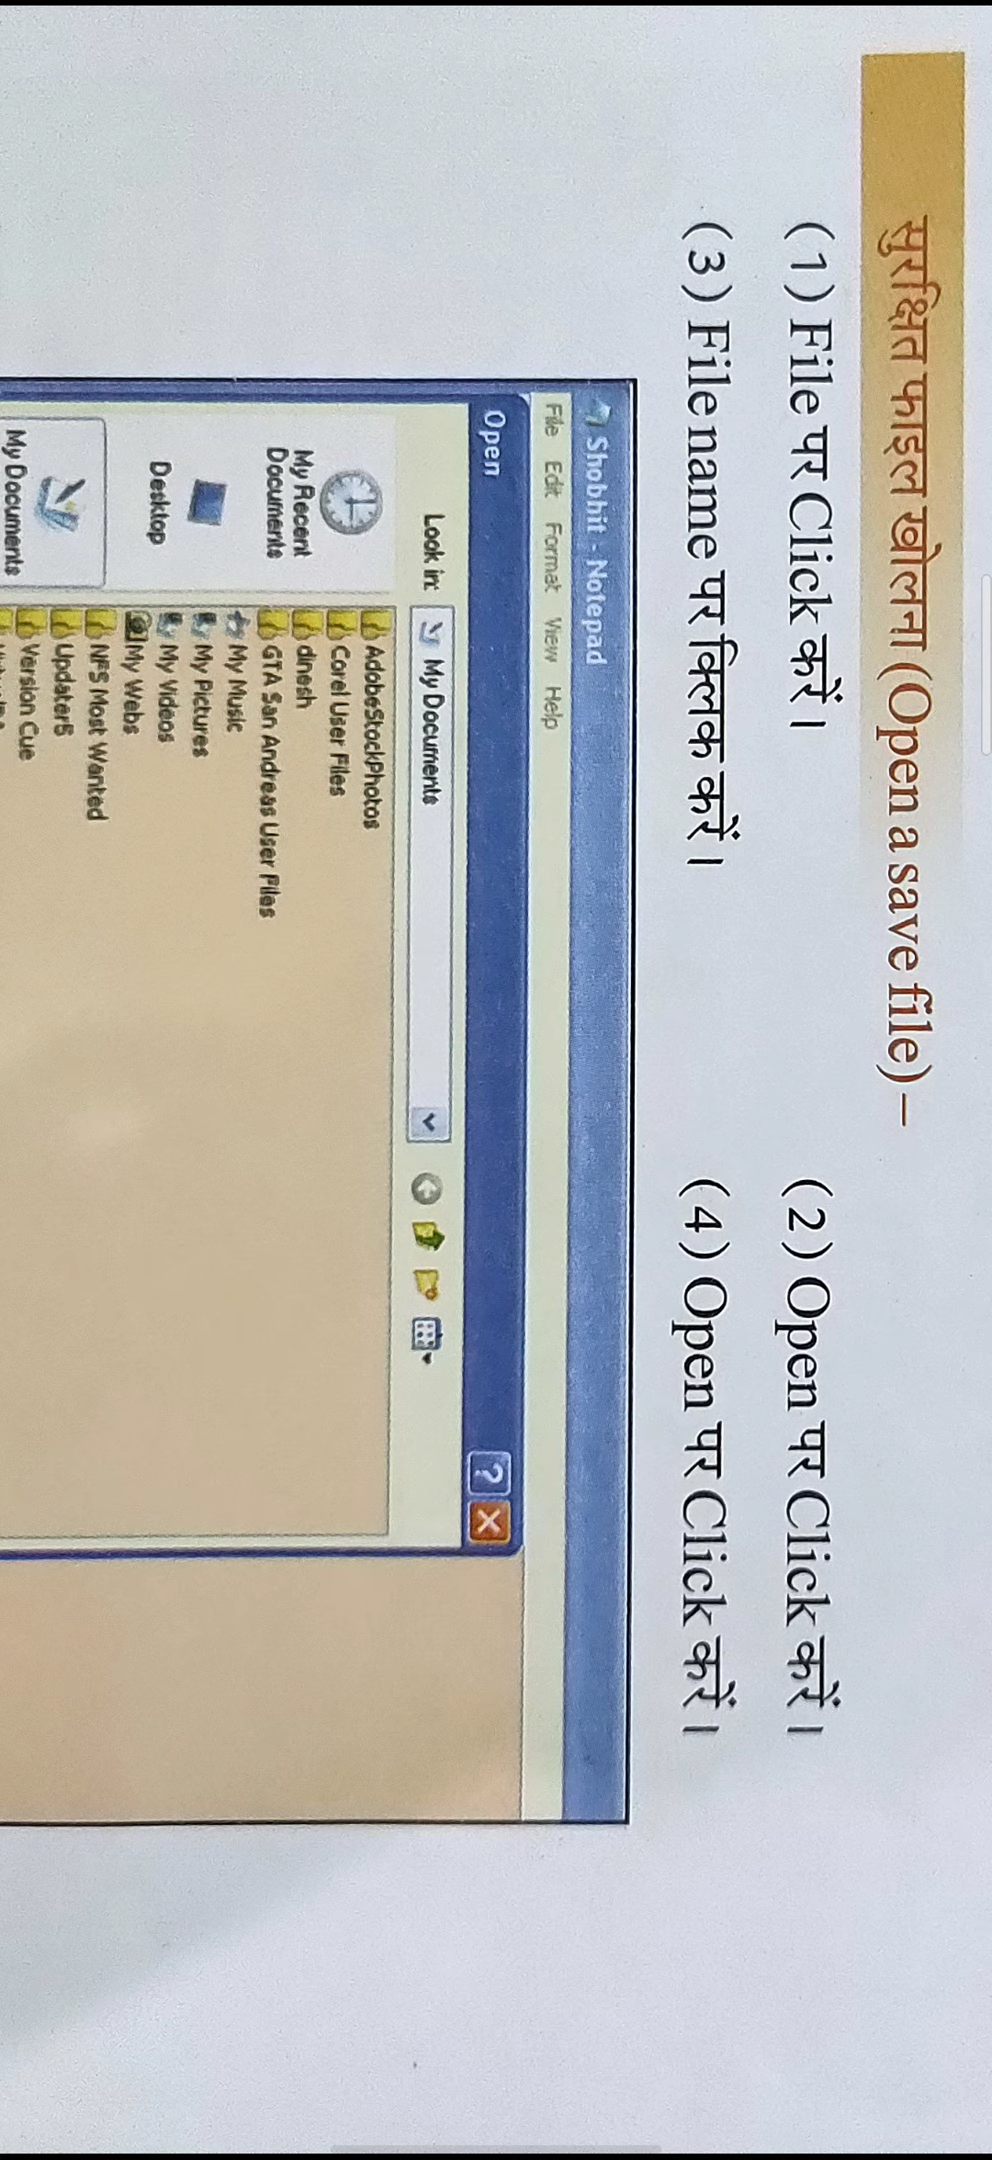 सुरक्षित फाइल खोलना (Open a save file) –
(1) File पर Click करें।
(2) Open पर Click करें।
(3) File name पर क्लिक करें।
(4) Open पर Click करें।
Shobhit - Notepad
File Edit Format View Help
Open
Look in: My Documents
My Recent Documents
Desktop
My Documents
AdobeStockPhotos
Corel User Files
dinesh
GTA San Andreas User Files
My Music
My Pictures
My Videos
My Webs
NFS Most Wanted
Updater5
Version Cue